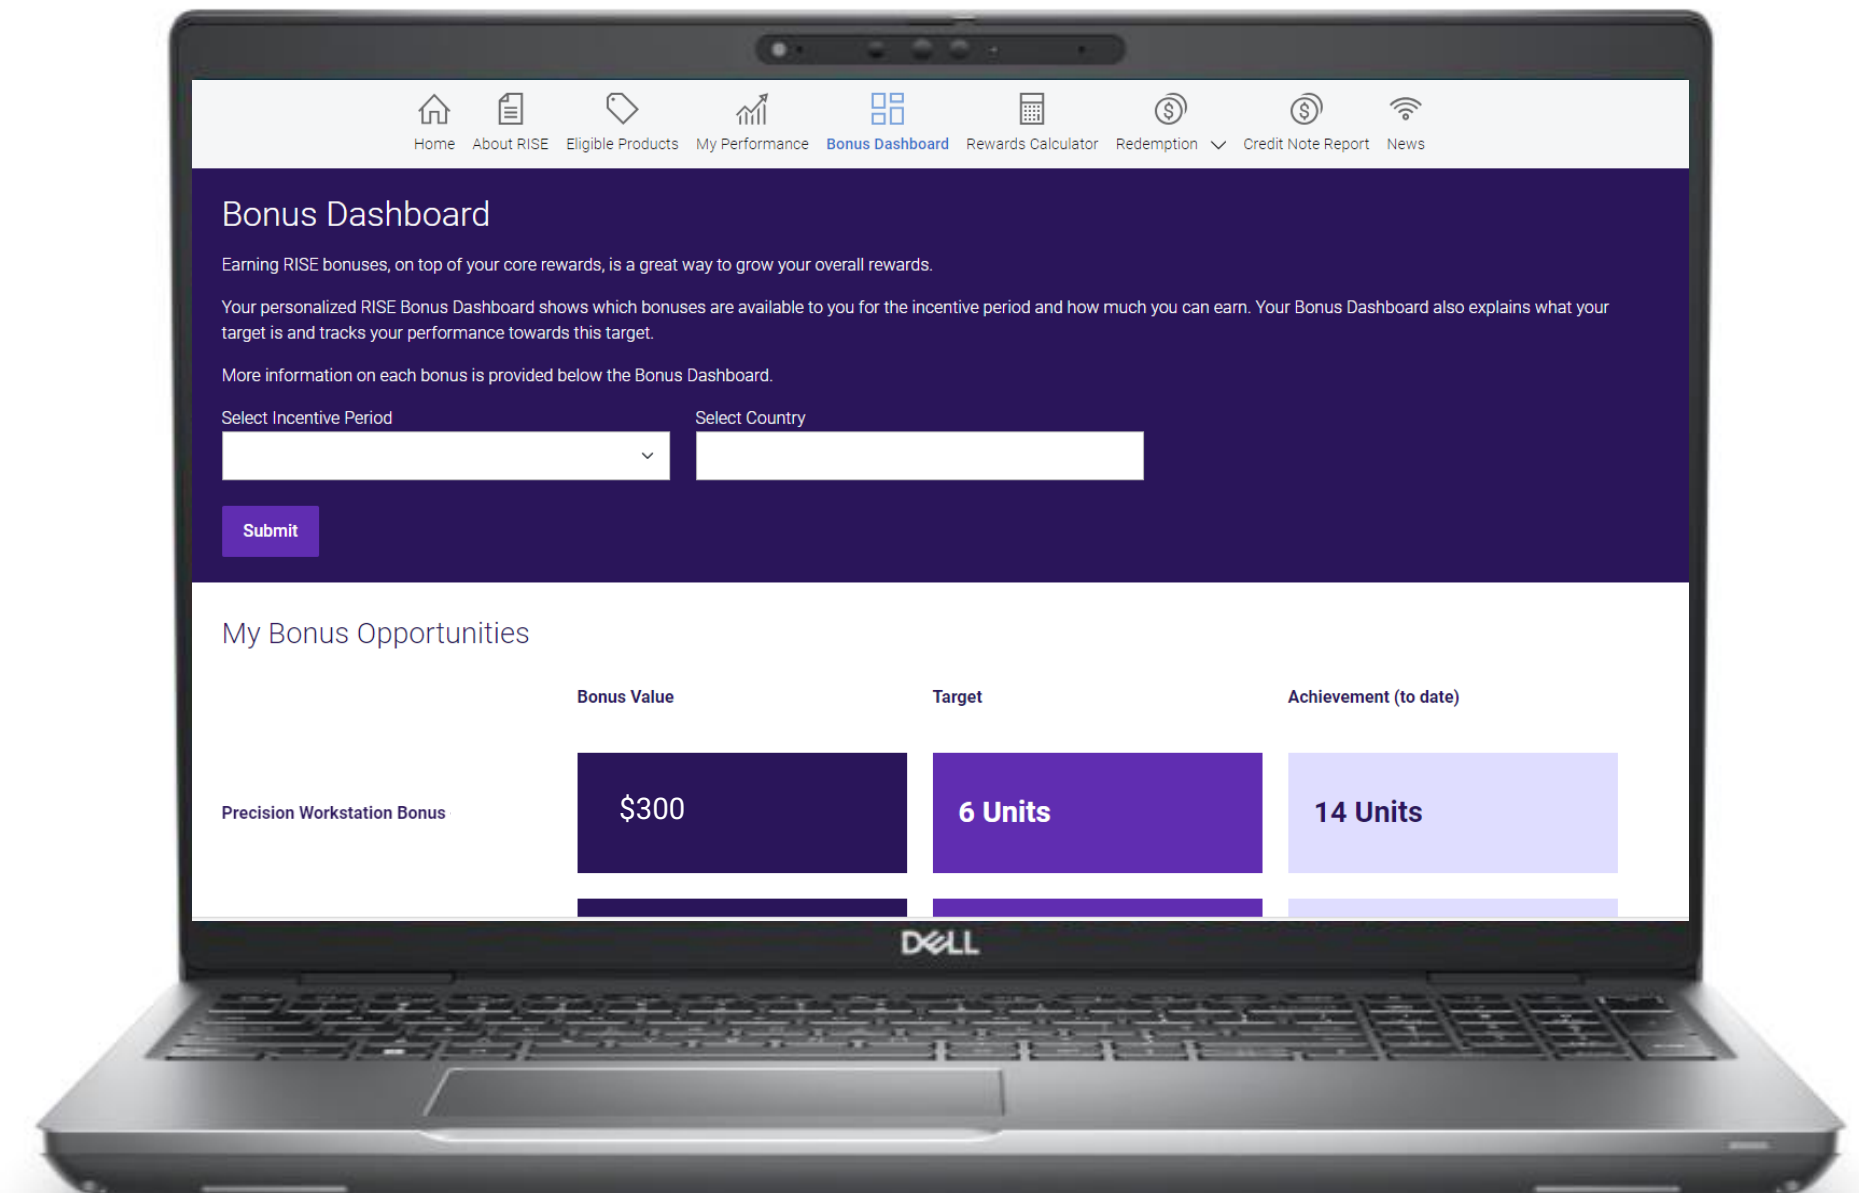 Home About RISE Eligible Products My Performance Bonus Dashboard Rewards Calculator Redemption Credit Note Report News
Bonus Dashboard
Earning RISE bonuses, on top of your core rewards, is a great way to grow your overall rewards.
Your personalized RISE Bonus Dashboard shows which bonuses are available to you for the incentive period and how much you can earn. Your Bonus Dashboard also explains what your
target is and tracks your performance towards this target.
More information on each bonus is provided below the Bonus Dashboard.
Select Incentive Period Select Country
Submit
My Bonus Opportunities
Bonus Value Target Achievement (to date)
Precision Workstation Bonus $300 6 Units 14 Units
DELL